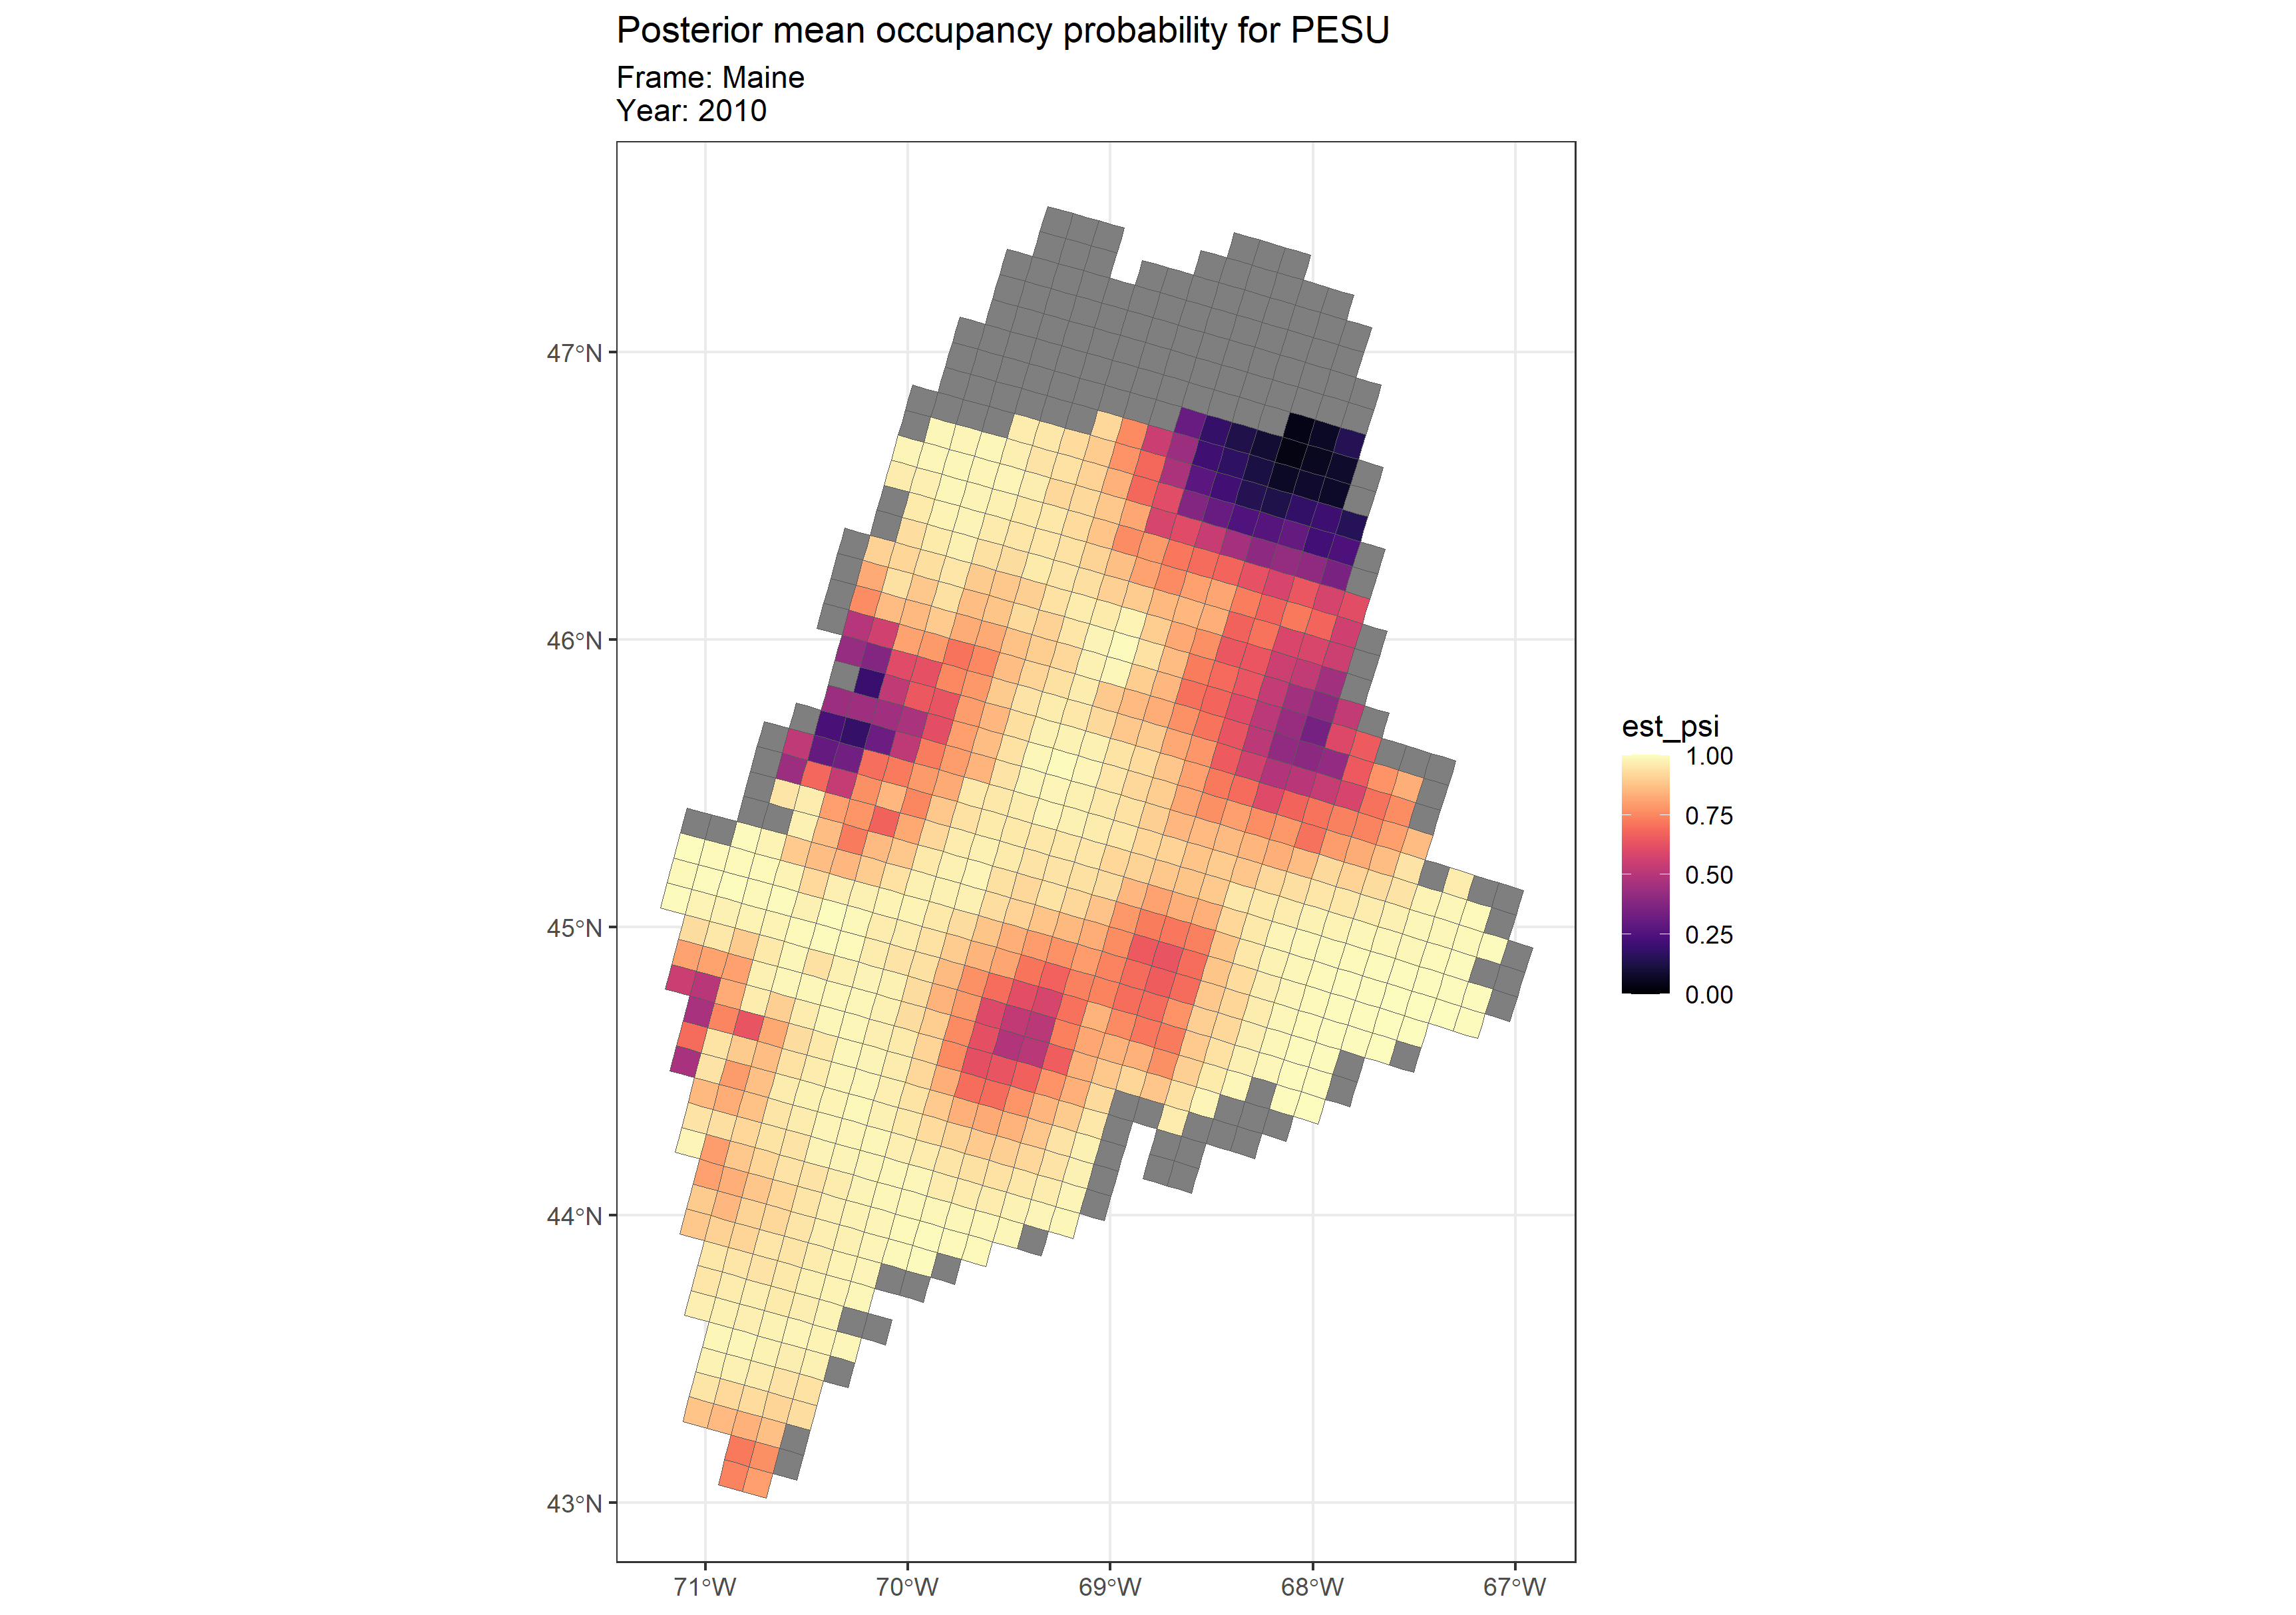 Posterior mean occupancy probability for PESU
Frame: Maine
Year: 2010
47°N
46°N
45°N
44°N
43°N
71°W
70°W
69°W
68°W
67°W
est_psi
1.00
0.75
0.50
0.25
0.00